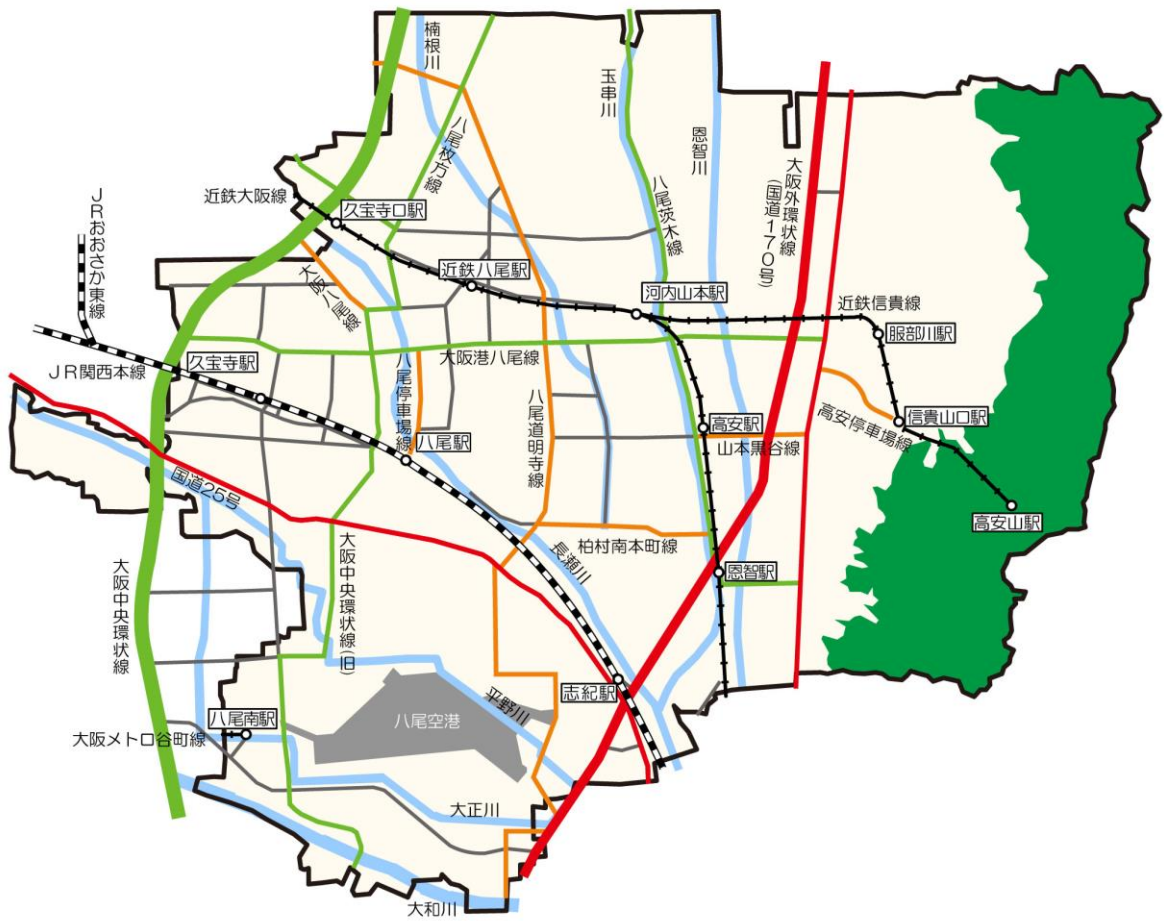 楠根川
玉串川
恩智川
八尾枚方線
大阪外環状線
(国道170号)
近鉄大阪線
久宝寺口駅
八尾茨木線
JRおおさか東線
近鉄八尾駅
大阪八尾線
河内山本駅
近鉄信貴線
服部川駅
大阪港八尾線
久宝寺駅
JR関西本線
八尾停車場線
八尾道明寺線
高安駅
信貴山口駅
高安停車場線
八尾駅
山本黒谷線
国道25号
高安山駅
柏村南本町線
長瀬川
恩智駅
大阪中央環状線
大阪中央環状線(旧)
志紀駅
平野川
八尾南駅
八尾空港
大阪メトロ谷町線
大正川
大和川